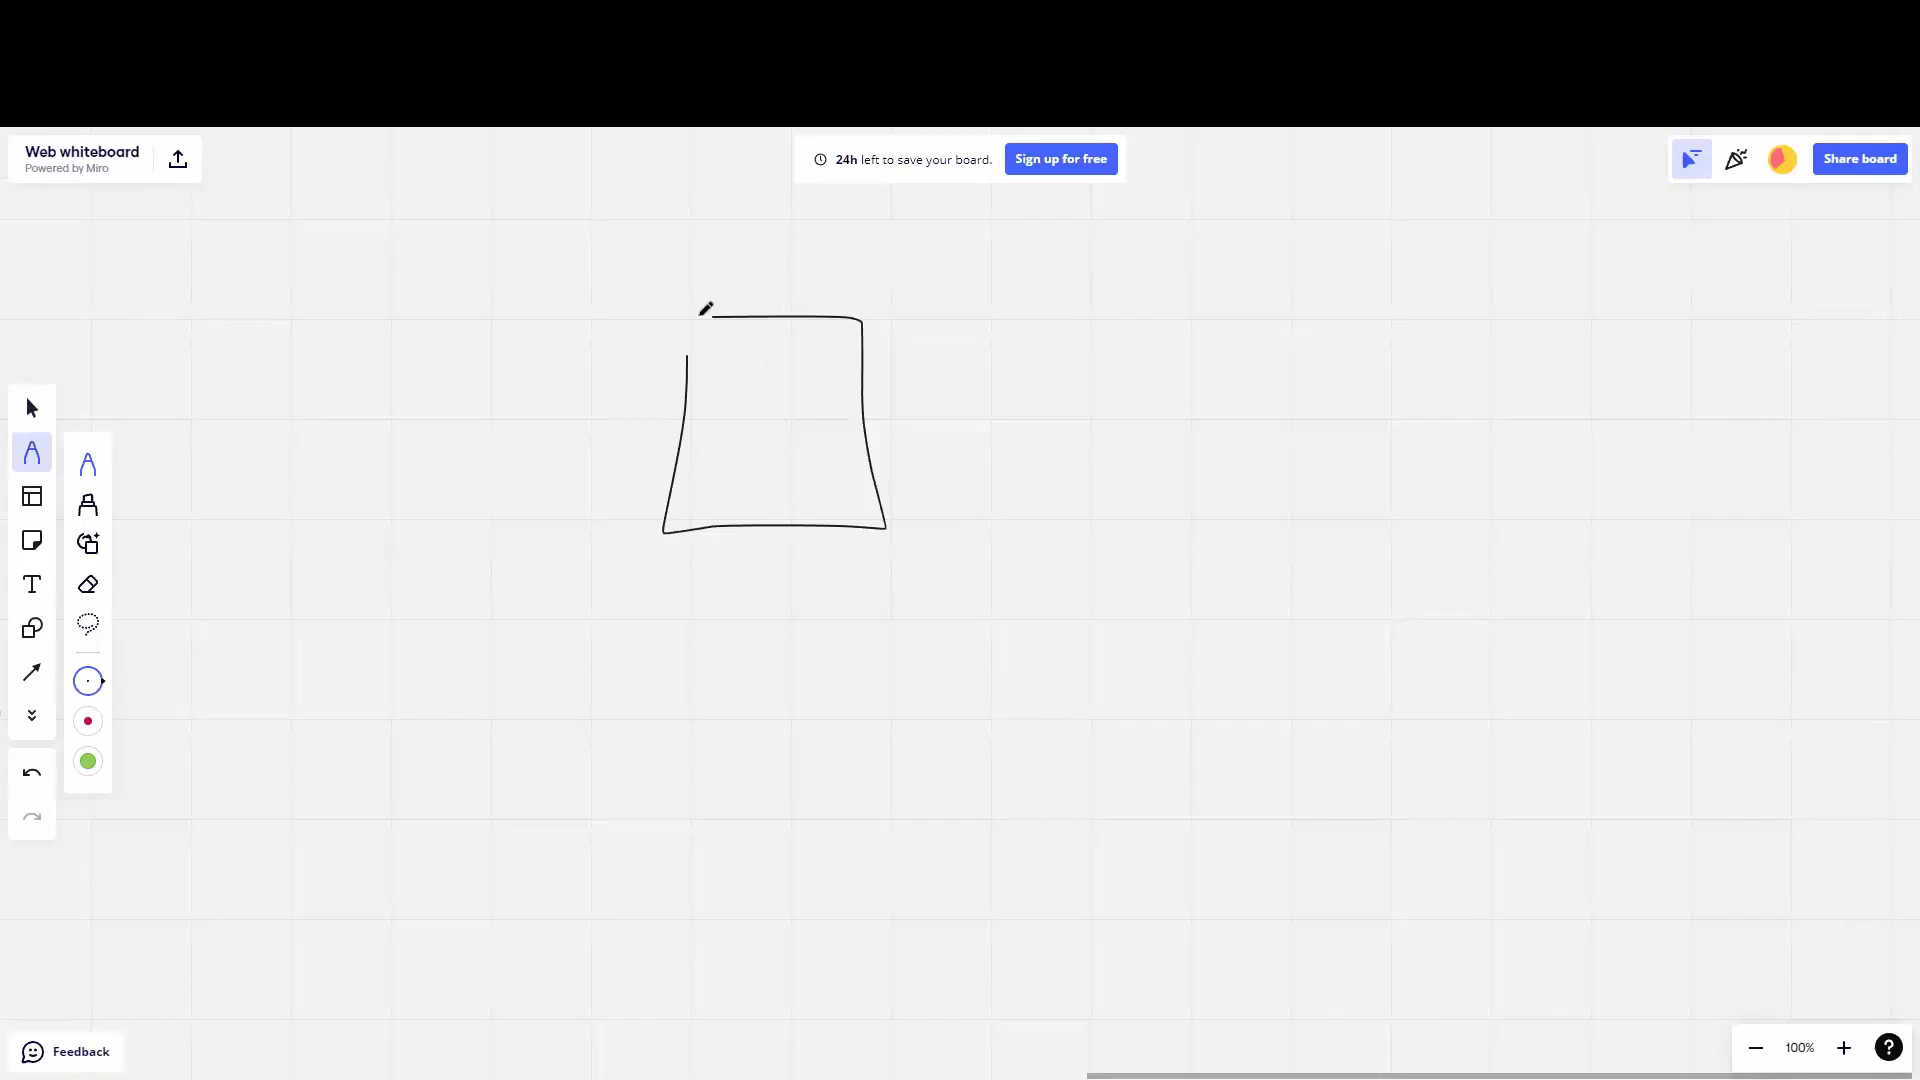 Web whiteboard
Powered by Miro
24h left to save your board.
Sign up for free
Share board
Feedback
100%
?